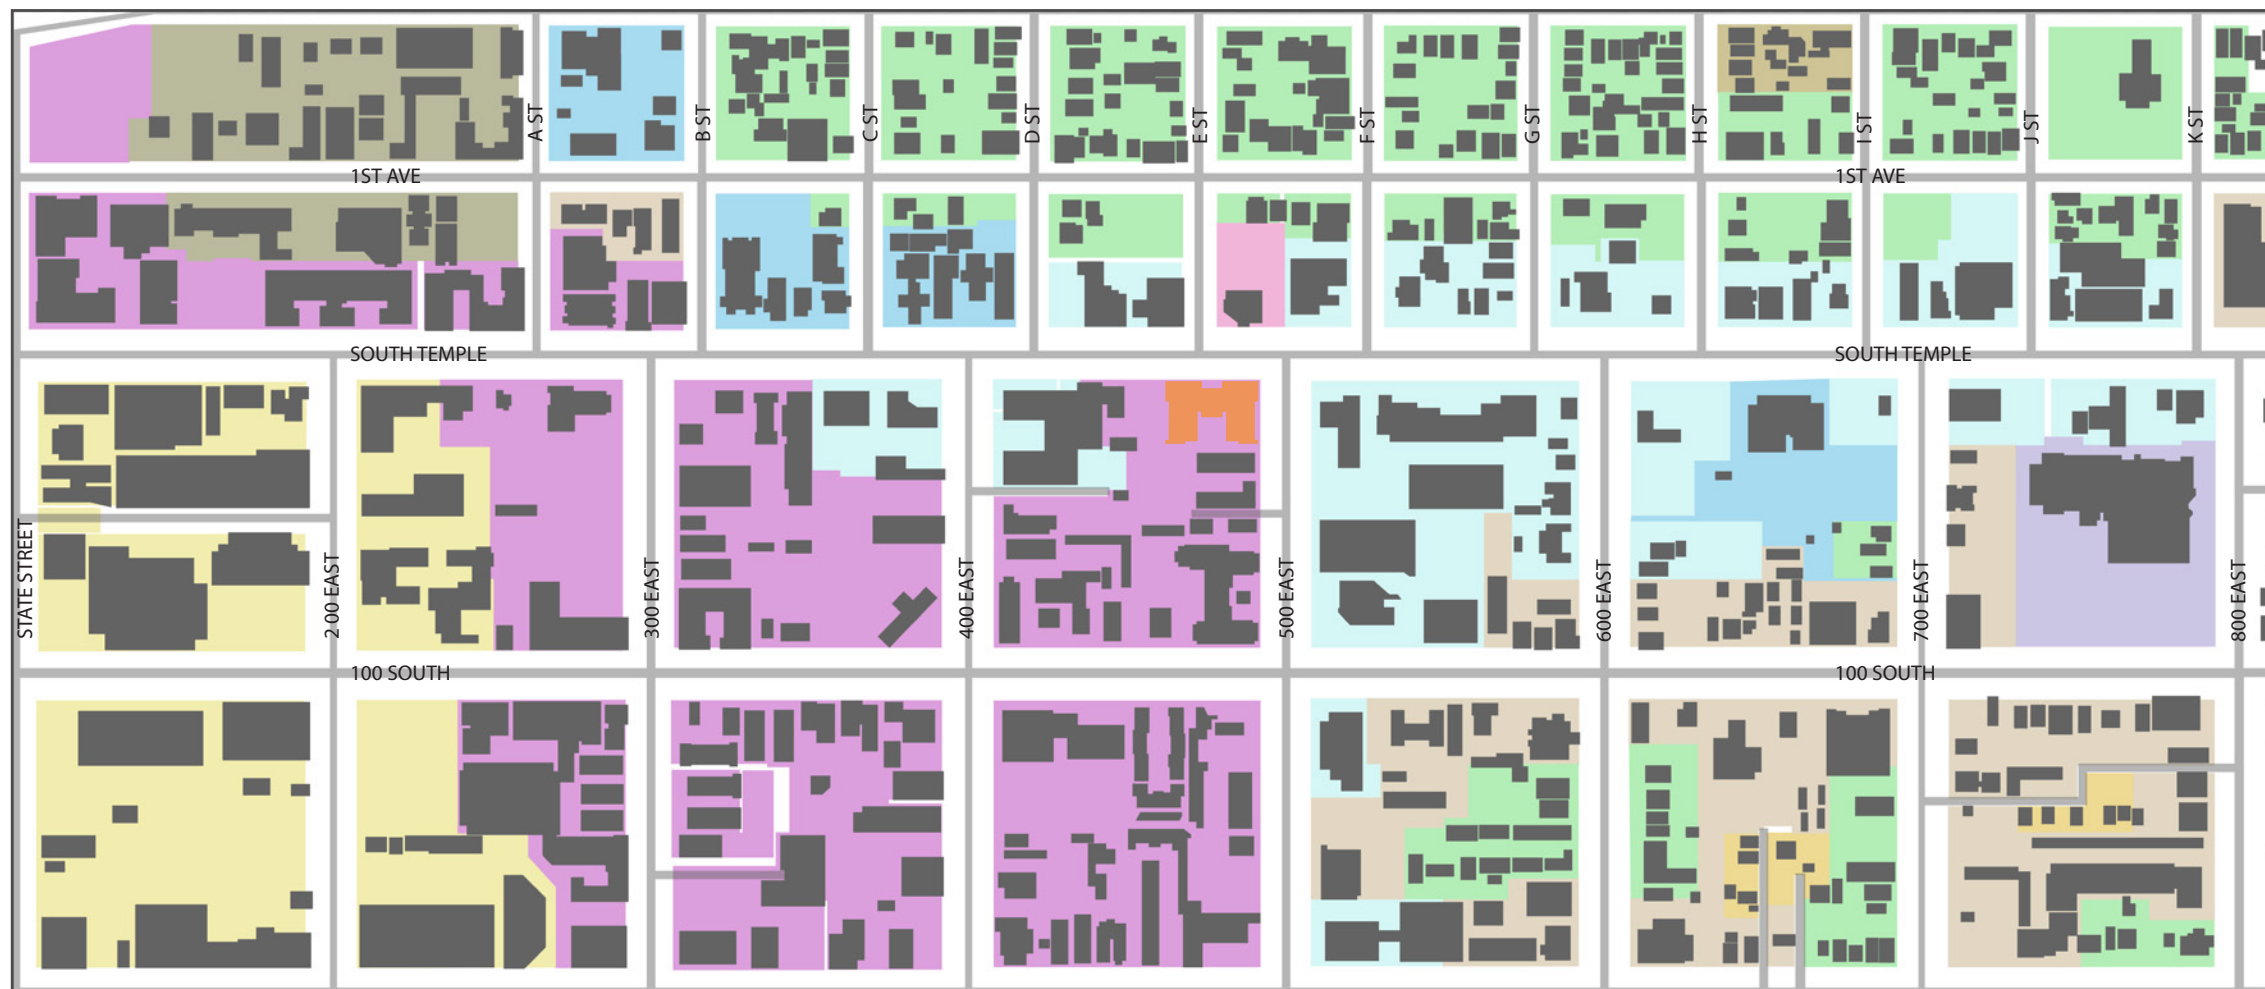 A ST
B ST
C ST
D ST
E ST
F ST
G ST
H ST
I ST
J ST
K ST
1ST AVE
1ST AVE
SOUTH TEMPLE
SOUTH TEMPLE
STATE STREET
2 00 EAST
300 EAST
400 EAST
500 EAST
600 EAST
700 EAST
800 EAST
100 SOUTH
100 SOUTH